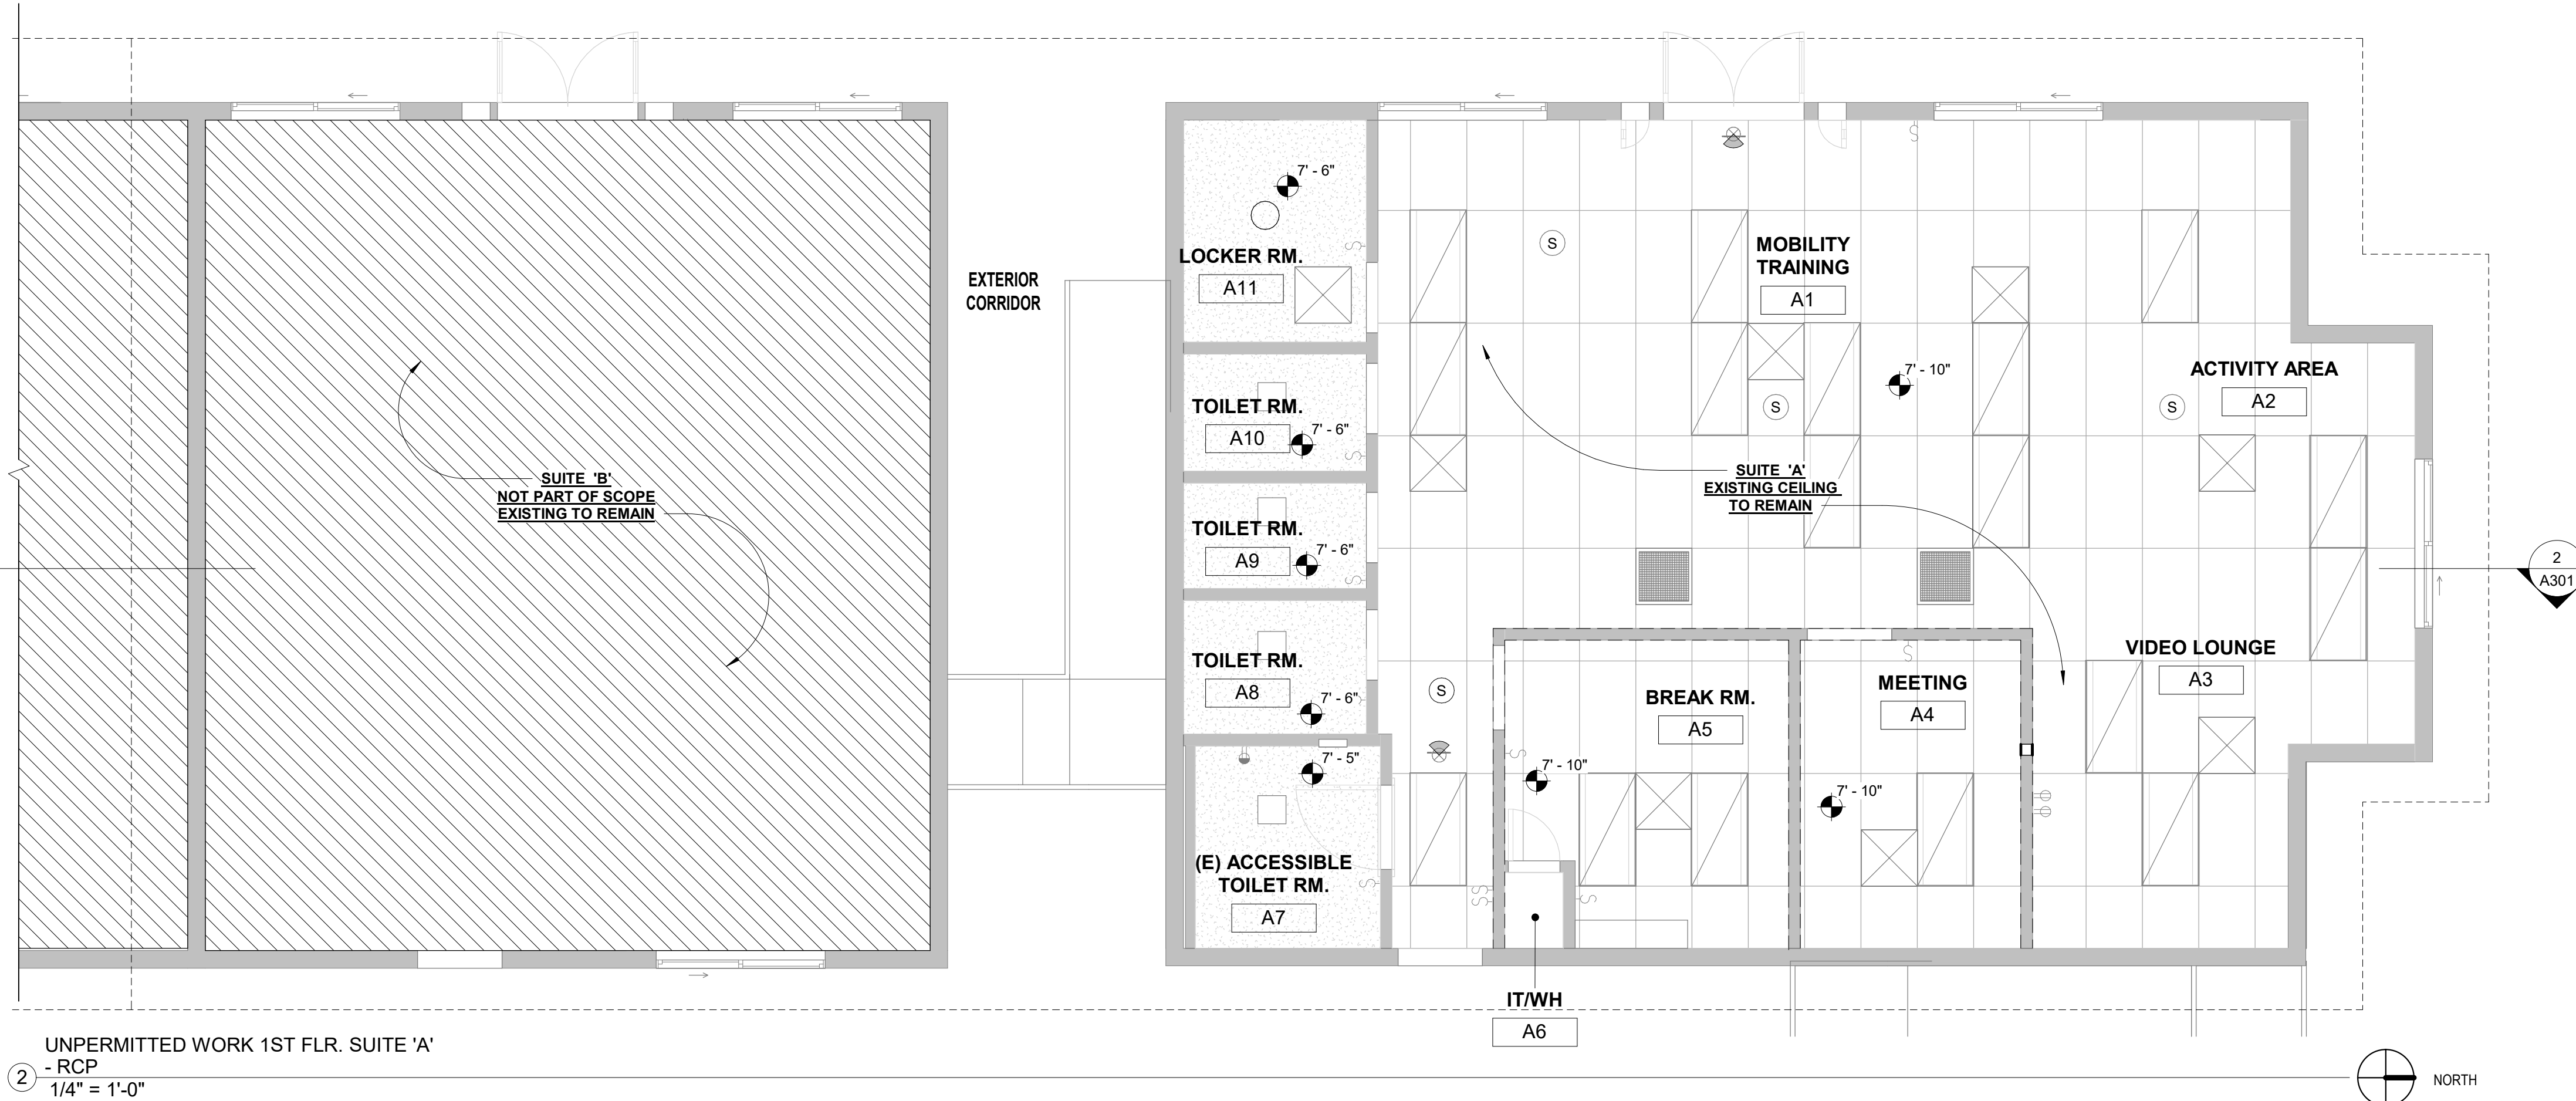 7' - 6"
LOCKER RM.
A11
EXTERIOR
CORRIDOR
MOBILITY
TRAINING
A1
S
7' - 10"
S
S
ACTIVITY AREA
A2
TOILET RM.
A10
7' - 6"
SUITE 'B'
NOT PART OF SCOPE
EXISTING TO REMAIN
SUITE 'A'
EXISTING CEILING
TO REMAIN
TOILET RM.
A9
7' - 6"
2
A301
TOILET RM.
A8
7' - 6"
S
BREAK RM.
A5
MEETING
A4
VIDEO LOUNGE
A3
7' - 5"
7' - 10"
7' - 10"
(E) ACCESSIBLE
TOILET RM.
A7
IT/WH
A6
2
UNPERMITTED WORK 1ST FLR. SUITE 'A'
- RCP
1/4" = 1'-0"
NORTH